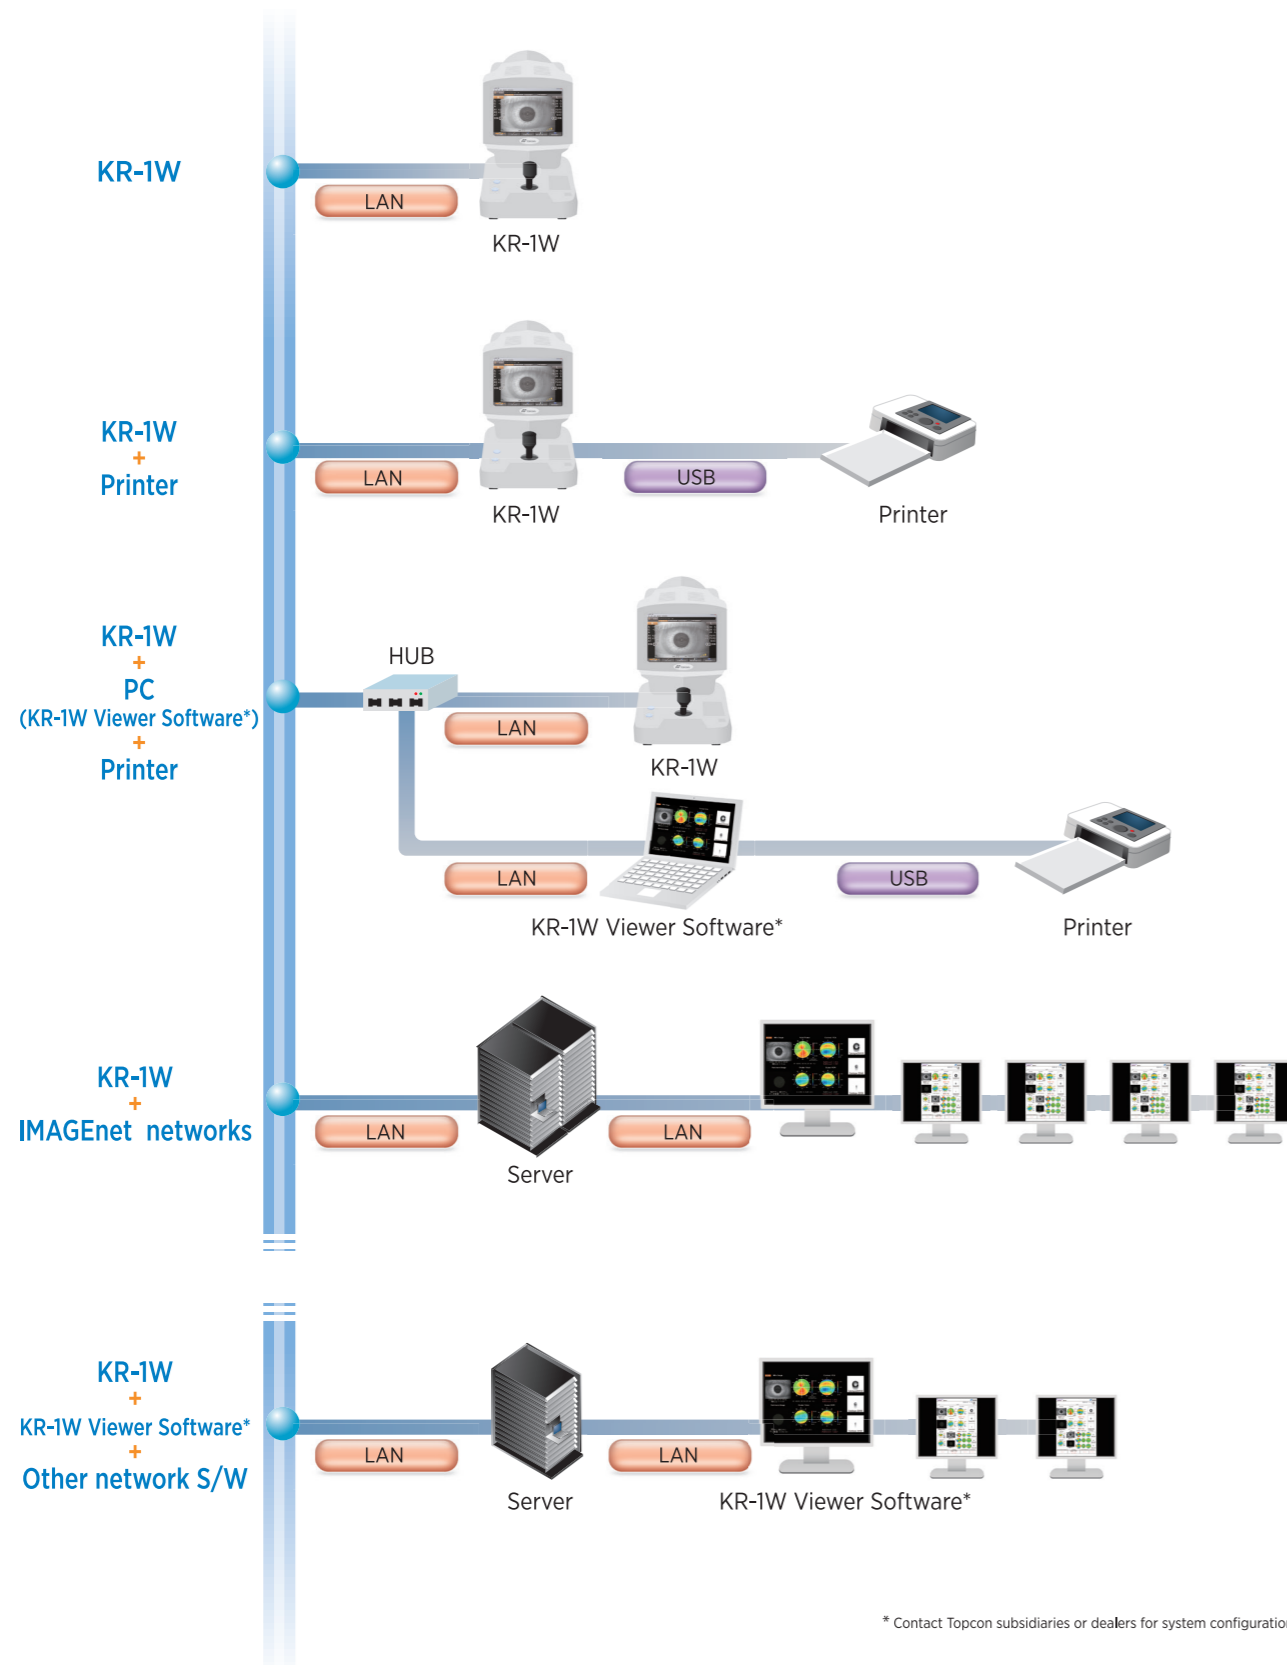 KR-1W
LAN
KR-1W
KR-1W
+
Printer
LAN
USB
KR-1W
Printer
KR-1W
+
PC
(KR-1W Viewer Software*)
+
Printer
HUB
LAN
KR-1W
LAN
USB
KR-1W Viewer Software*
Printer
KR-1W
+
IMAGEnet networks
LAN
LAN
Server
KR-1W
+
KR-1W Viewer Software*
+
Other network S/W
LAN
LAN
Server
KR-1W Viewer Software*
* Contact Topcon subsidiaries or dealers for system configuration